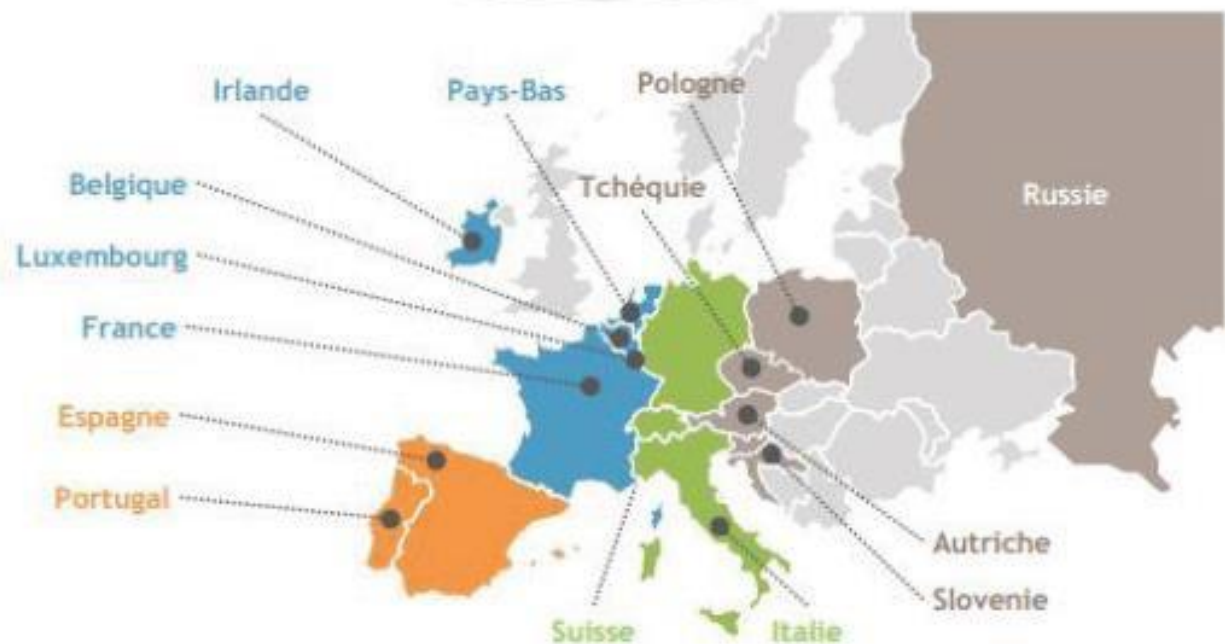 Irlande
Pays-Bas
Pologne
Belgique
Tchéquie
Russie
Luxembourg
France
Espagne
Portugal
Autriche
Slovenie
Suisse
Italie